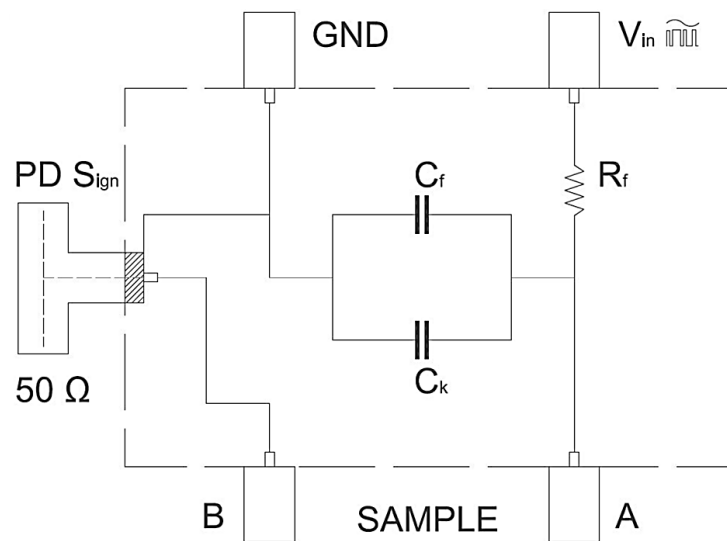 GND
Vin
PD Sign
Cf
Rf
Ck
50 Ω
B
SAMPLE
A